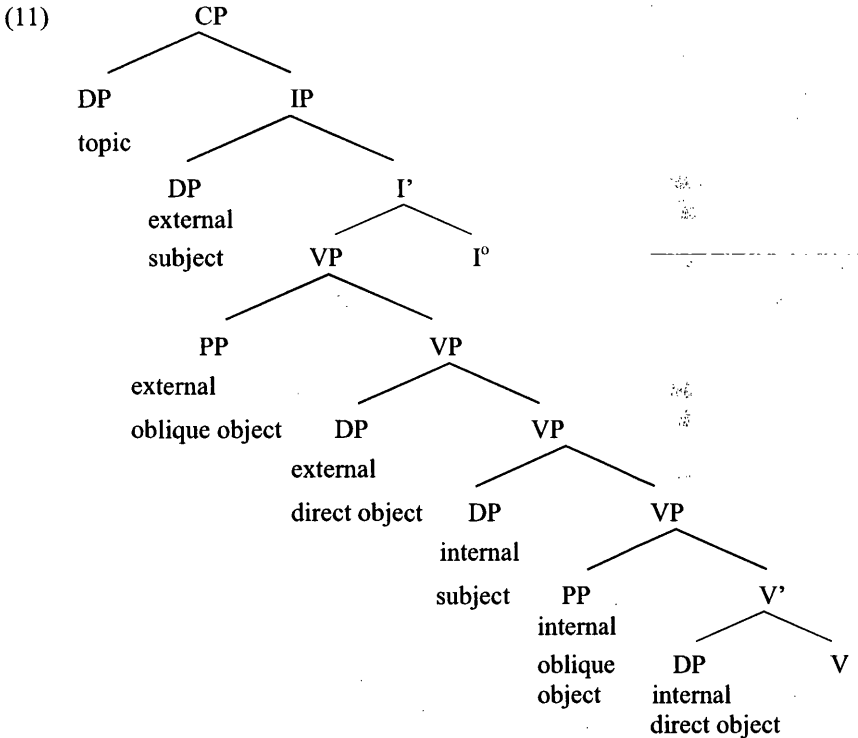 (11) CP
DP IP
topic
DP I’
external
subject VP Iº
PP VP
external
oblique object DP VP
external
direct object DP VP
internal
subject PP V’
internal
oblique DP V
object internal
direct object